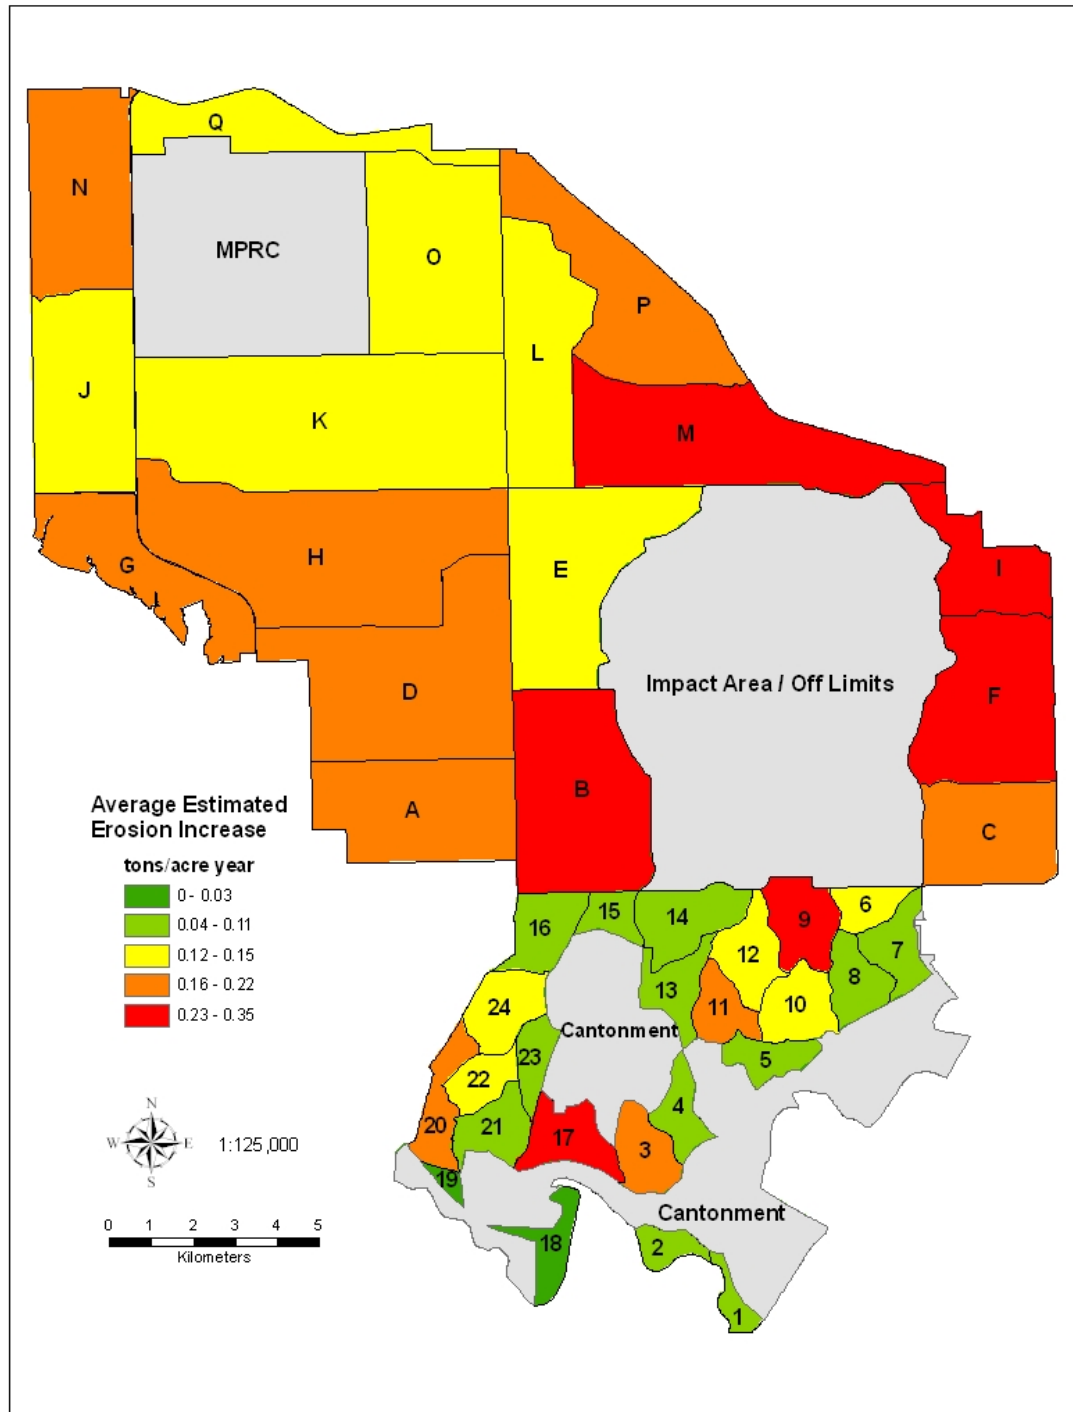 Q
N
MPRC
O
P
L
J
K
M
H
G
E
I
Impact Area / Off Limits
F
D
B
A
C
Average Estimated
Erosion Increase
tons/acre year
0 - 0.03
0.04 - 0.11
0.12 - 0.15
0.16 - 0.22
0.23 - 0.35
16
15
14
9
6
12
7
8
13
11
10
24
Cantonment
23
5
22
4
20
21
17
3
19
18
Cantonment
2
1
N
W
E
S
1:125,000
0 1 2 3 4 5
Kilometers